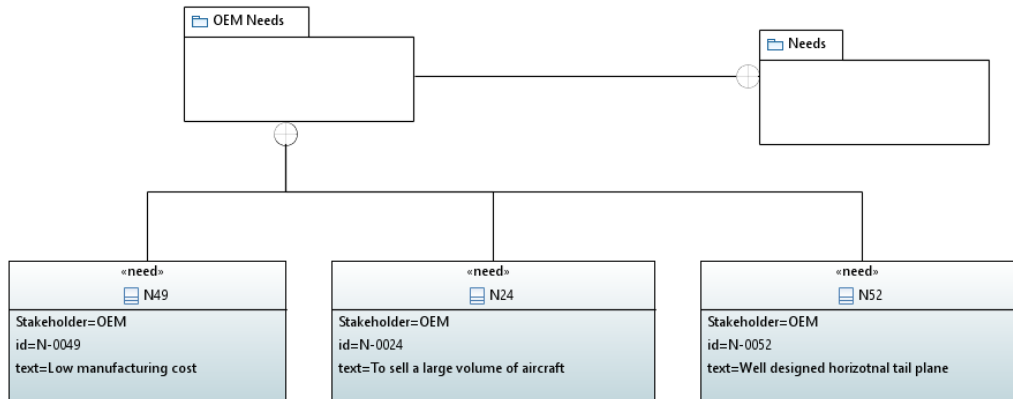 OEM Needs
Needs
«need»
N49
Stakeholder=OEM
id=N-0049
text=Low manufacturing cost
«need»
N24
Stakeholder=OEM
id=N-0024
text=To sell a large volume of aircraft
«need»
N52
Stakeholder=OEM
id=N-0052
text=Well designed horizotnal tail plane